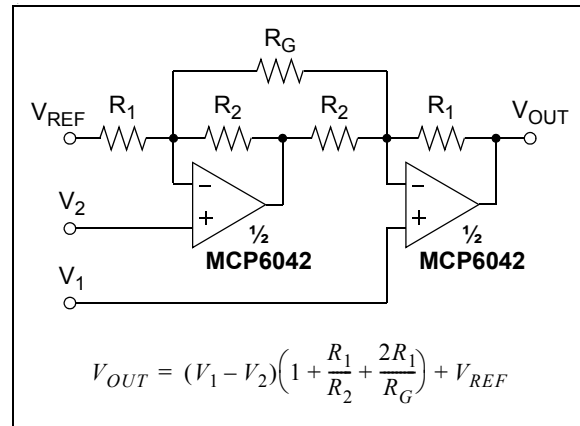 R_G
V_REF R_1 R_2 R_2 R_1 V_OUT
−
+
−
+
V_2
½
MCP6042
½
MCP6042
V_1
V_OUT = (V_1 – V_2)(1 + R_1/R_2 + 2R_1/R_G) + V_REF